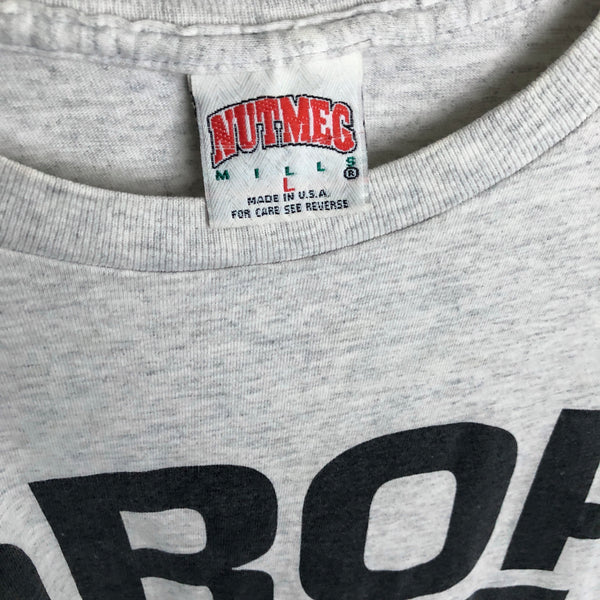 NUTMEG
MILLS ®
L
MADE IN U.S.A.
FOR CARE SEE REVERSE